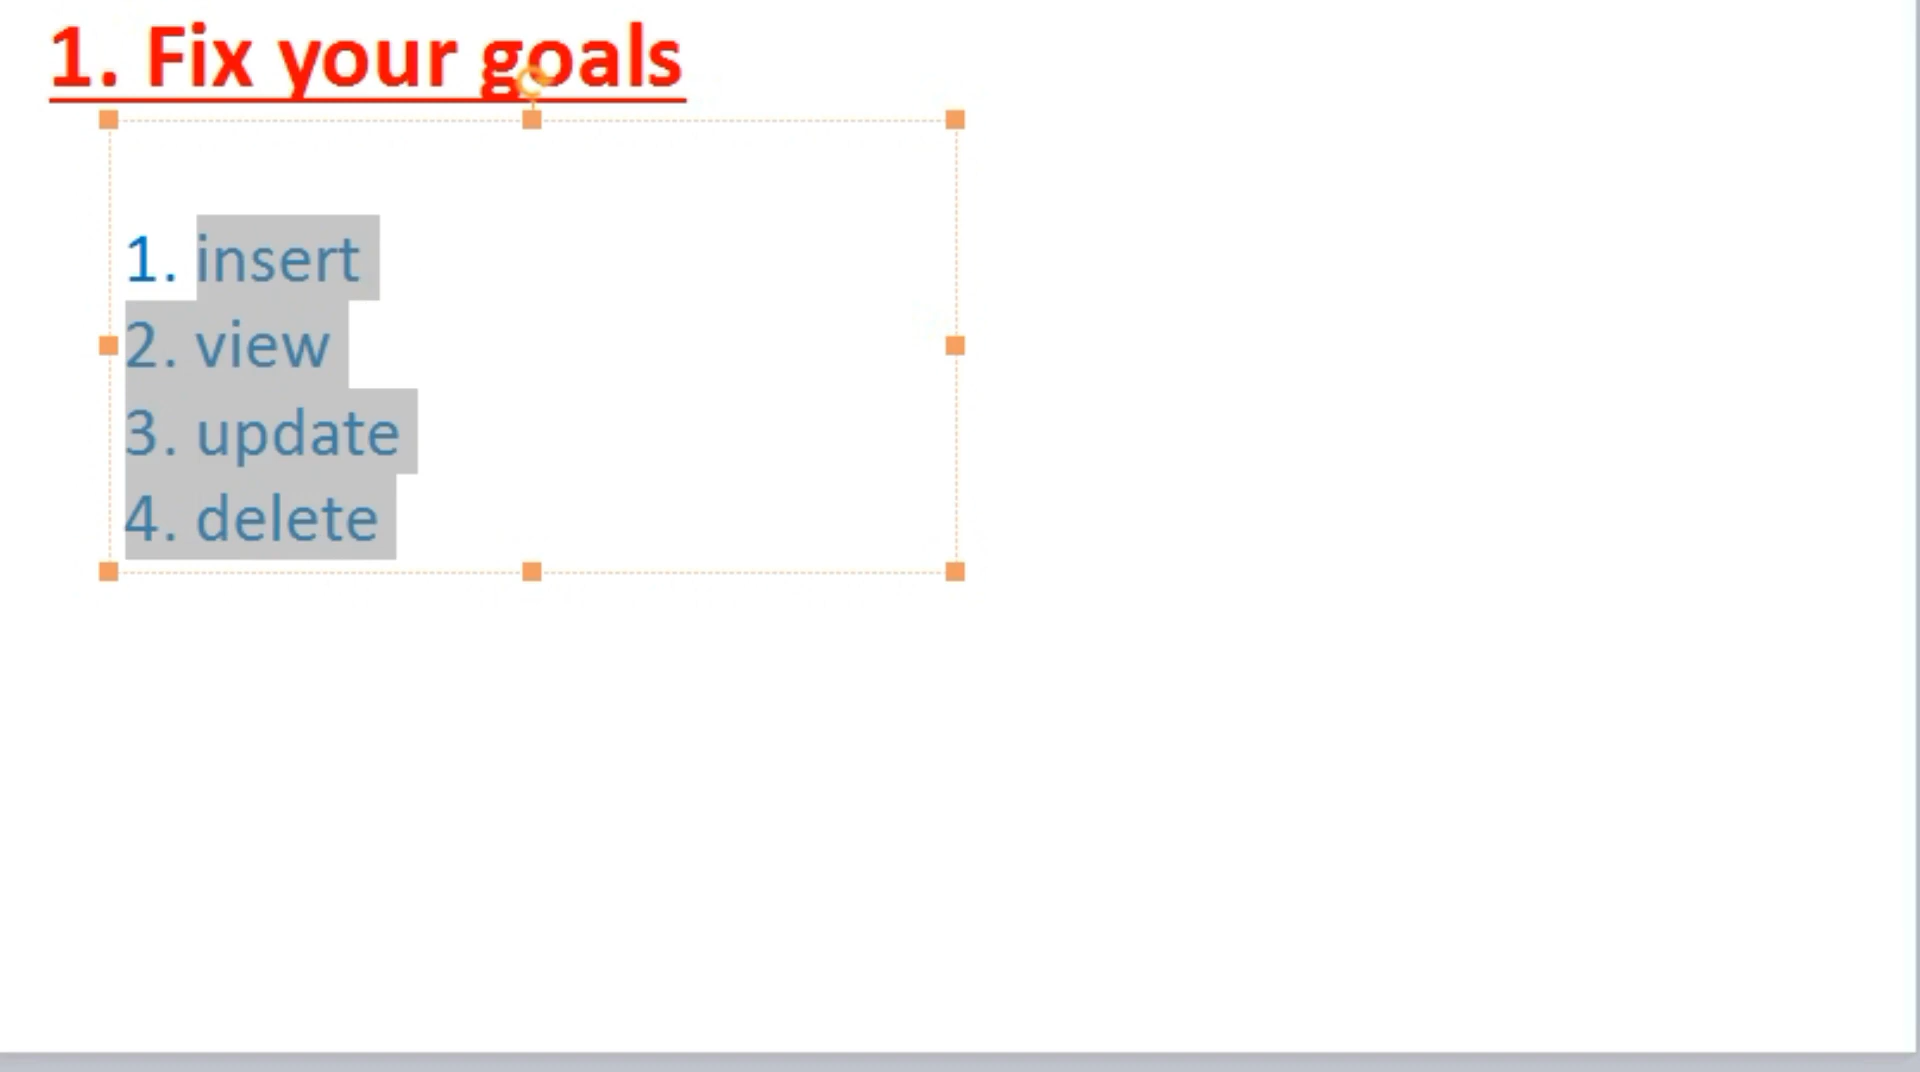 1. Fix your goals
1. insert
2. view
3. update
4. delete